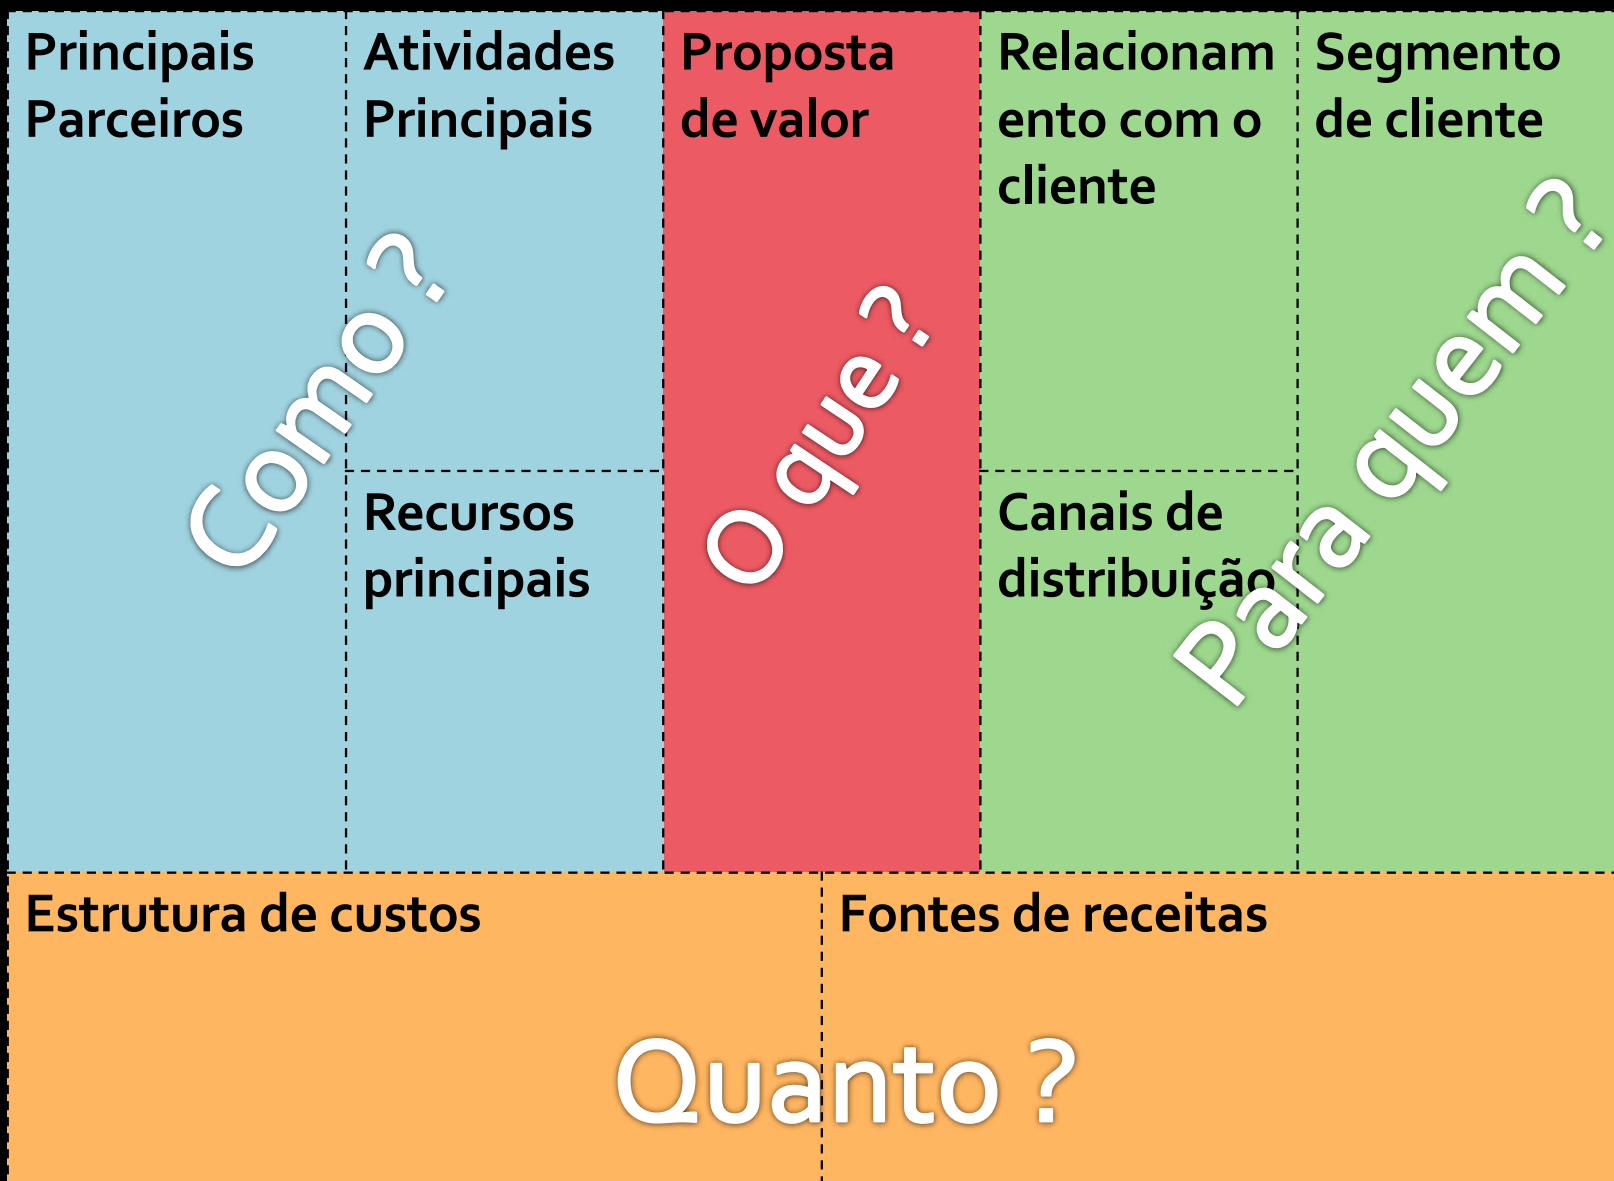 Principais
Parceiros
Atividades
Principais
Proposta
de valor
Relacionam
ento com o
cliente
Segmento
de cliente
Como ?
O que ?
Para quem ?
Recursos
principais
Canais de
distribuição
Estrutura de custos
Fontes de receitas
Quanto ?